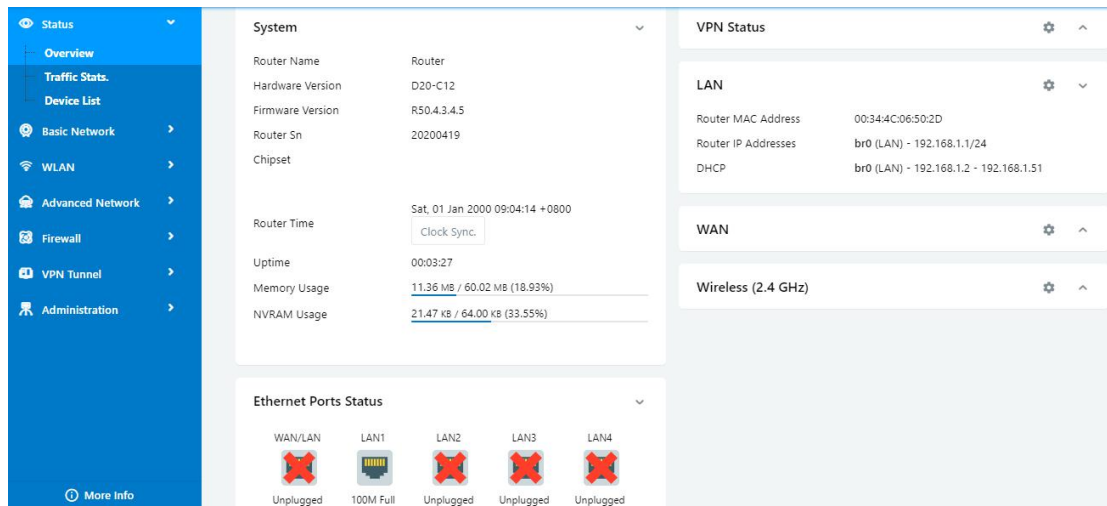 Status
Overview
Traffic Stats.
Device List
Basic Network
WLAN
Advanced Network
Firewall
VPN Tunnel
Administration
More Info
System
Router Name Router
Hardware Version D20-C12
Firmware Version R50.4.3.4.5
Router Sn 20200419
Chipset
Router Time Sat, 01 Jan 2000 09:04:14 +0800
Clock Sync.
Uptime 00:03:27
Memory Usage 11.36 MB / 60.02 MB (18.93%)
NVRAM Usage 21.47 KB / 64.00 KB (33.55%)
Ethernet Ports Status
WAN/LAN LAN1 LAN2 LAN3 LAN4
Unplugged 100M Full Unplugged Unplugged Unplugged
VPN Status
LAN
Router MAC Address 00:34:4C:06:50:2D
Router IP Addresses br0 (LAN) - 192.168.1.1/24
DHCP br0 (LAN) - 192.168.1.2 - 192.168.1.51
WAN
Wireless (2.4 GHz)